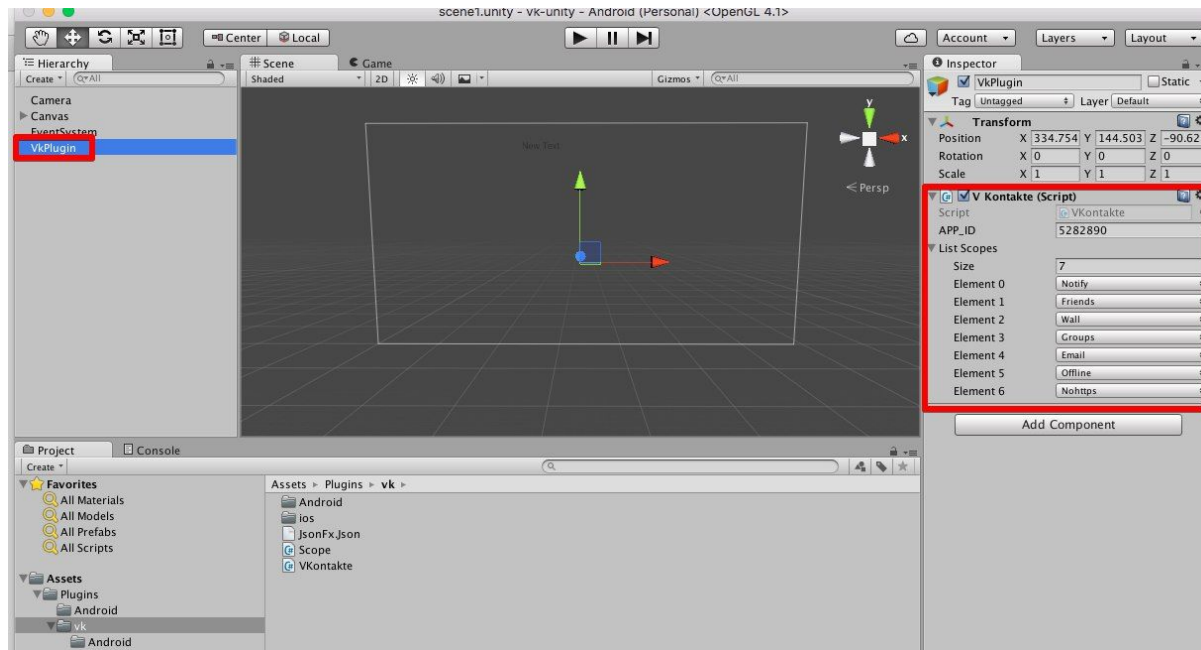 scene1.unity - vk-unity - Android (Personal) <OpenGL 4.1>
Center Local Account Layers Layout
Hierarchy
Create All
Camera
Canvas
EventSystem
VkPlugin
Scene Game
Shaded 2D Gizmos All
y
x
Persp
New Text
Inspector
VkPlugin Static
Tag Untagged Layer Default
Transform
Position X 334.754 Y 144.503 Z -90.62
Rotation X 0 Y 0 Z 0
Scale X 1 Y 1 Z 1
V Kontakte (Script)
Script VKontakte
APP_ID 5282890
List Scopes
Size 7
Element 0 Notify
Element 1 Friends
Element 2 Wall
Element 3 Groups
Element 4 Email
Element 5 Offline
Element 6 Nohttps
Add Component
Project Console
Create
Favorites
All Materials
All Models
All Prefabs
All Scripts
Assets
Plugins
Android
vk
Android
Assets Plugins vk
Android
ios
JsonFx.Json
Scope
VKontakte